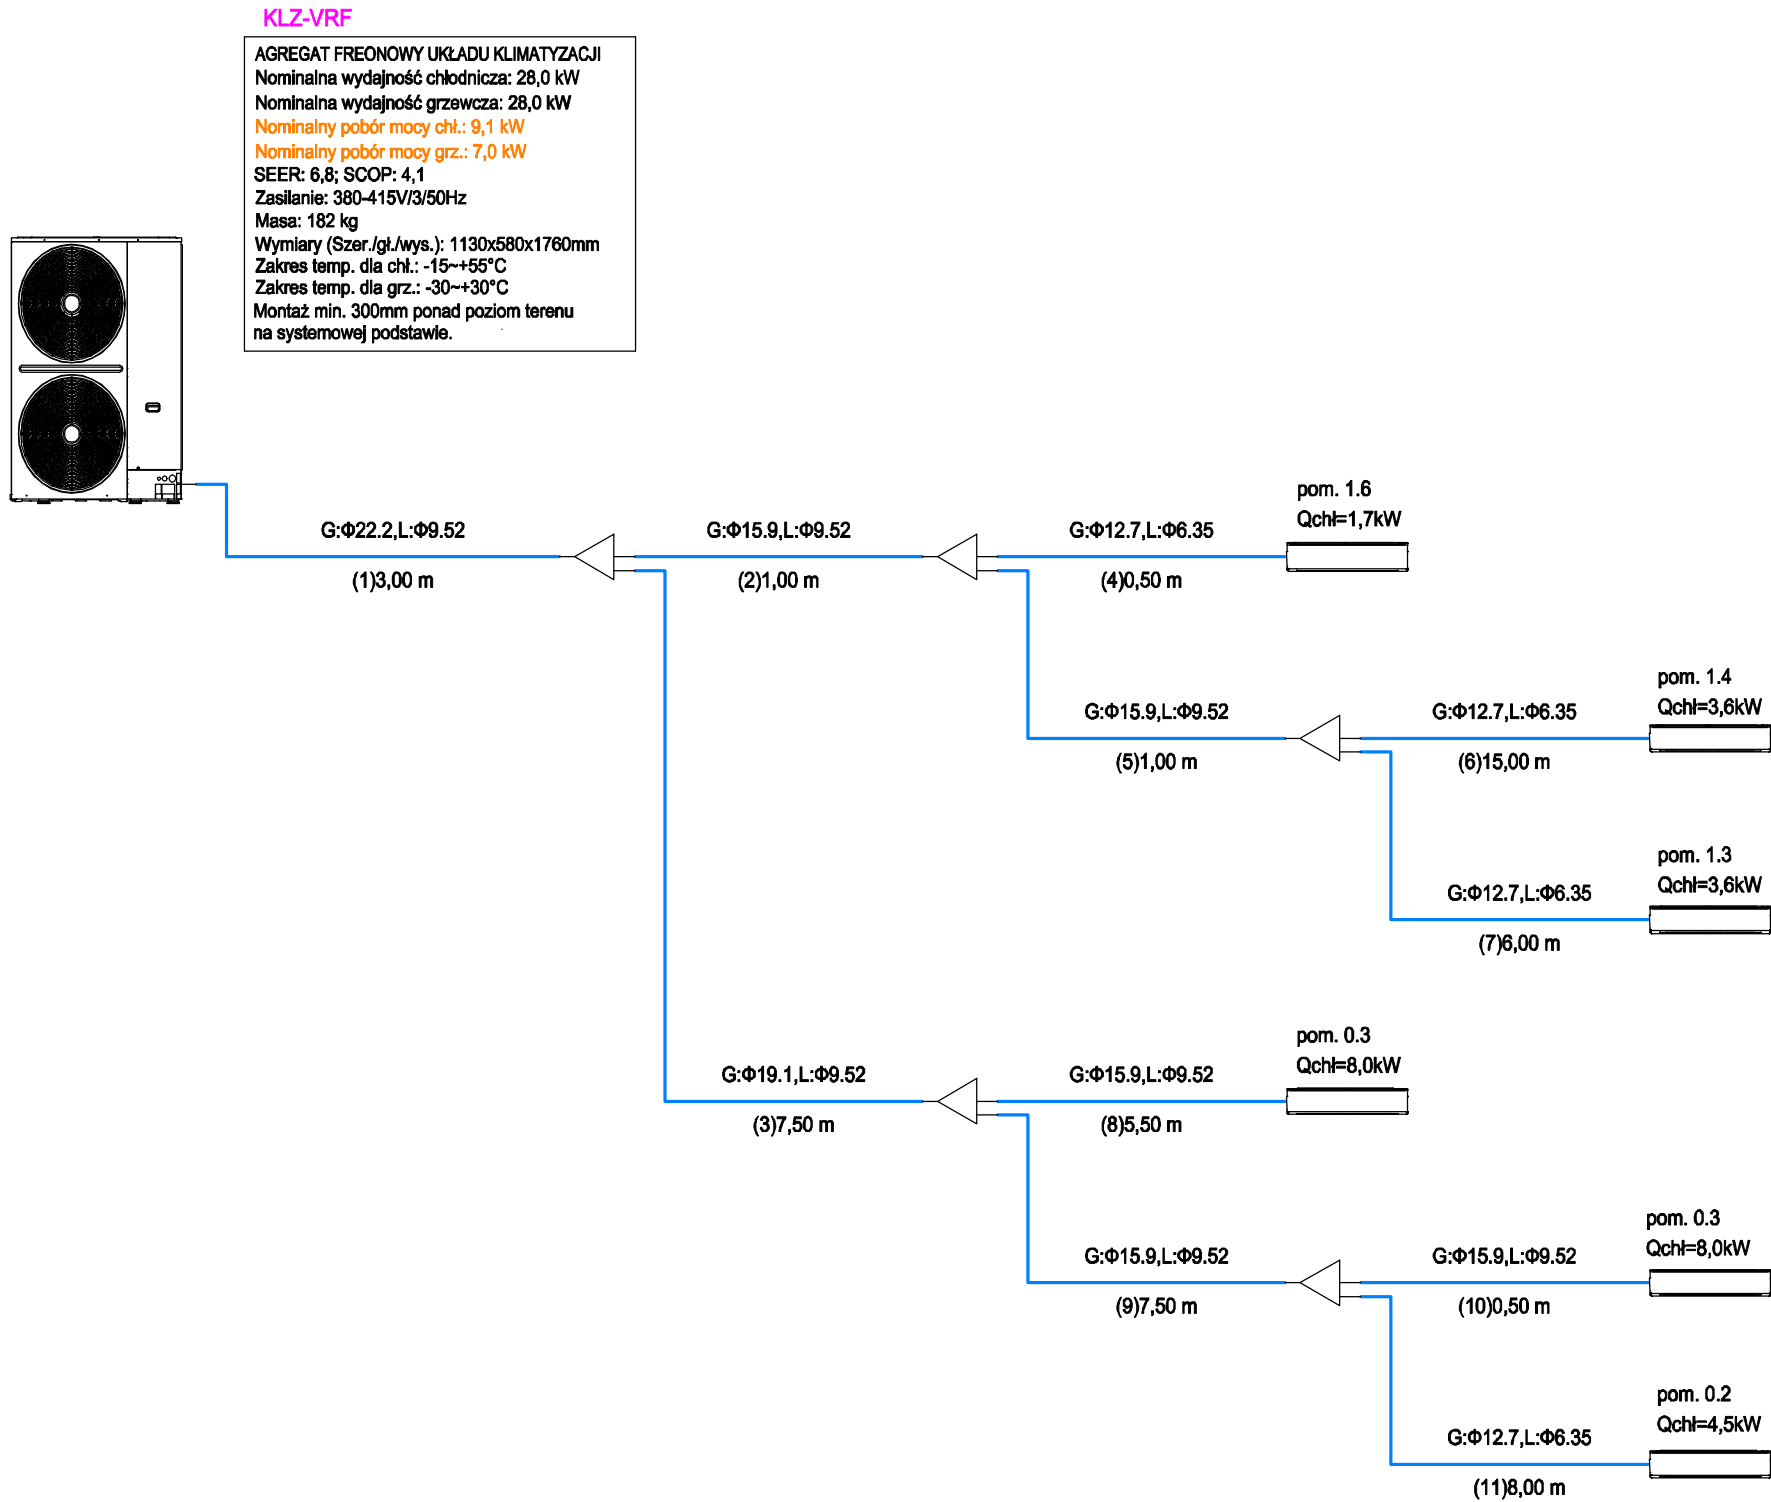 KLZ-VRF
AGREGAT FREONOWY UKŁADU KLIMATYZACJI
Nominalna wydajność chłodnicza: 28,0 kW
Nominalna wydajność grzewcza: 28,0 kW
Nominalny pobór mocy chł.: 9,1 kW
Nominalny pobór mocy grz.: 7,0 kW
SEER: 6,8; SCOP: 4,1
Zasilanie: 380-415V/3/50Hz
Masa: 182 kg
Wymiary (Szer./gł./wys.): 1130x580x1760mm
Zakres temp. dla chł.: -15~+55°C
Zakres temp. dla grz.: -30~+30°C
Montaż min. 300mm ponad poziom terenu
na systemowej podstawie.
pom. 1.6
Qchł=1,7kW
G:Φ22.2,L:Φ9.52
(1)3,00 m
G:Φ15.9,L:Φ9.52
(2)1,00 m
G:Φ12.7,L:Φ6.35
(4)0,50 m
pom. 1.4
Qchł=3,6kW
G:Φ15.9,L:Φ9.52
(5)1,00 m
G:Φ12.7,L:Φ6.35
(6)15,00 m
pom. 1.3
Qchł=3,6kW
G:Φ12.7,L:Φ6.35
(7)6,00 m
pom. 0.3
Qchł=8,0kW
G:Φ19.1,L:Φ9.52
(3)7,50 m
G:Φ15.9,L:Φ9.52
(8)5,50 m
pom. 0.3
Qchł=8,0kW
G:Φ15.9,L:Φ9.52
(9)7,50 m
G:Φ15.9,L:Φ9.52
(10)0,50 m
pom. 0.2
Qchł=4,5kW
G:Φ12.7,L:Φ6.35
(11)8,00 m